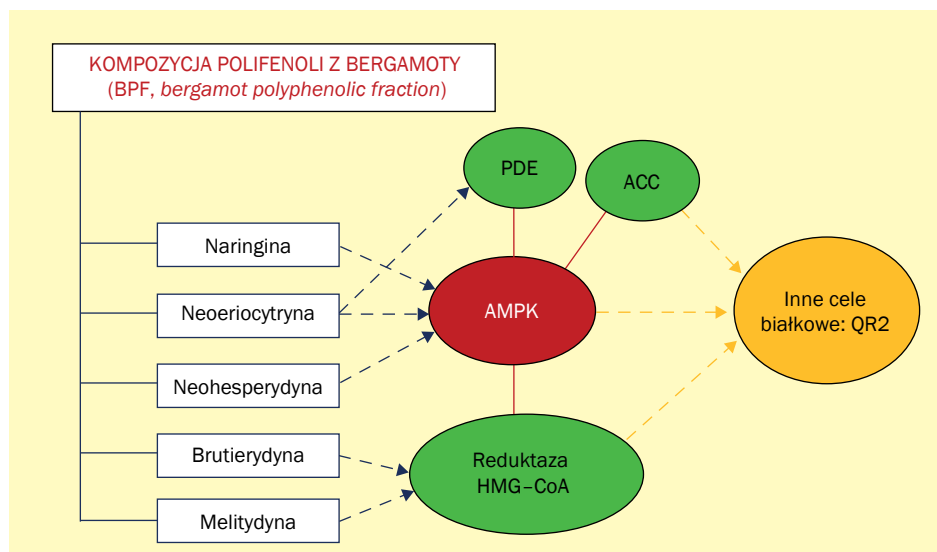 KOMPOZYCJA POLIFENOLI Z BERGAMOTY
(BPF, bergamot polyphenolic fraction)
PDE
ACC
Naringina
Neoeriocytryna
AMPK
Inne cele
białkowe: QR2
Neohesperydyna
Brutierydyna
Reduktaza
HMG–CoA
Melitydyna